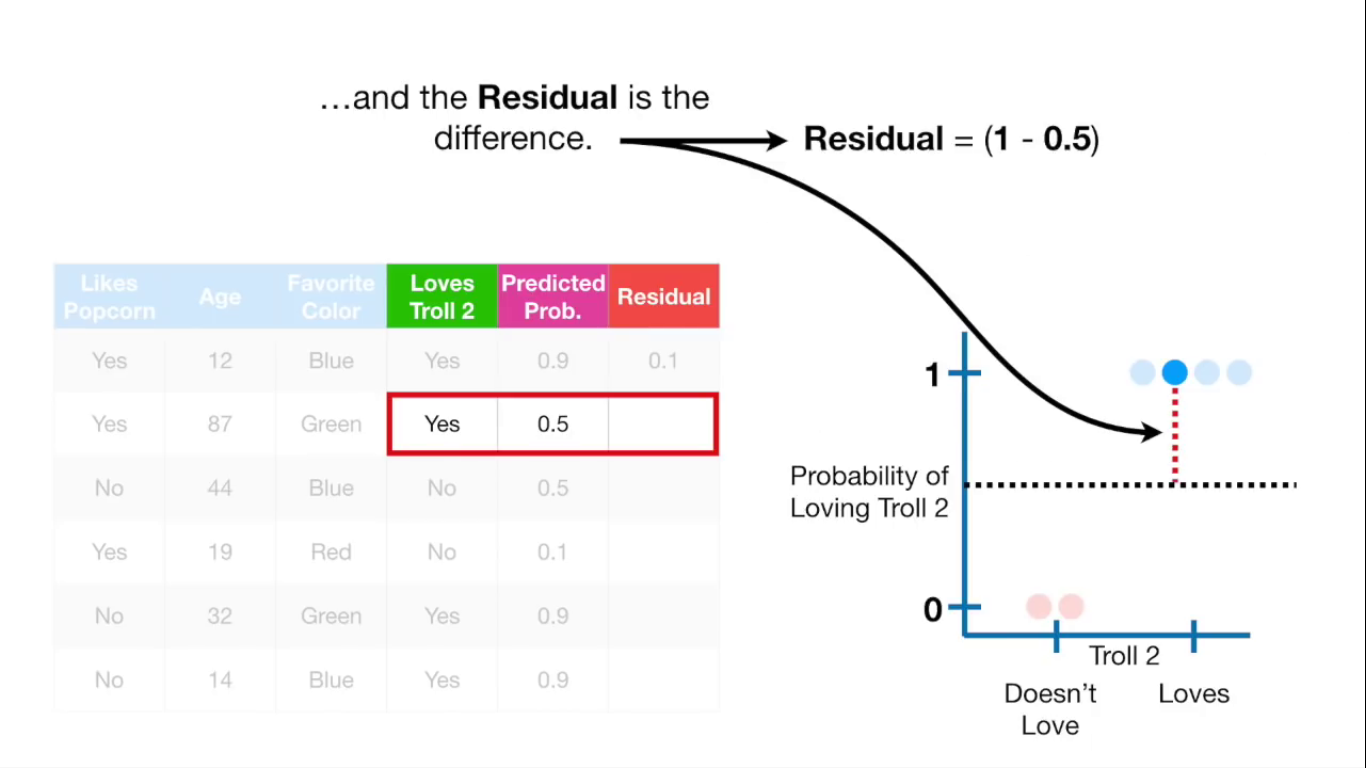 ...and the Residual is the
difference.
Residual = (1 - 0.5)
Likes Popcorn Age Favorite Color Loves Troll 2 Predicted Prob. Residual
Yes 12 Blue Yes 0.9 0.1
Yes 87 Green Yes 0.5
No 44 Blue No 0.5
Yes 19 Red No 0.1
No 32 Green Yes 0.9
No 14 Blue Yes 0.9
1
Probability of
Loving Troll 2
0
Troll 2
Doesn't
Love
Loves